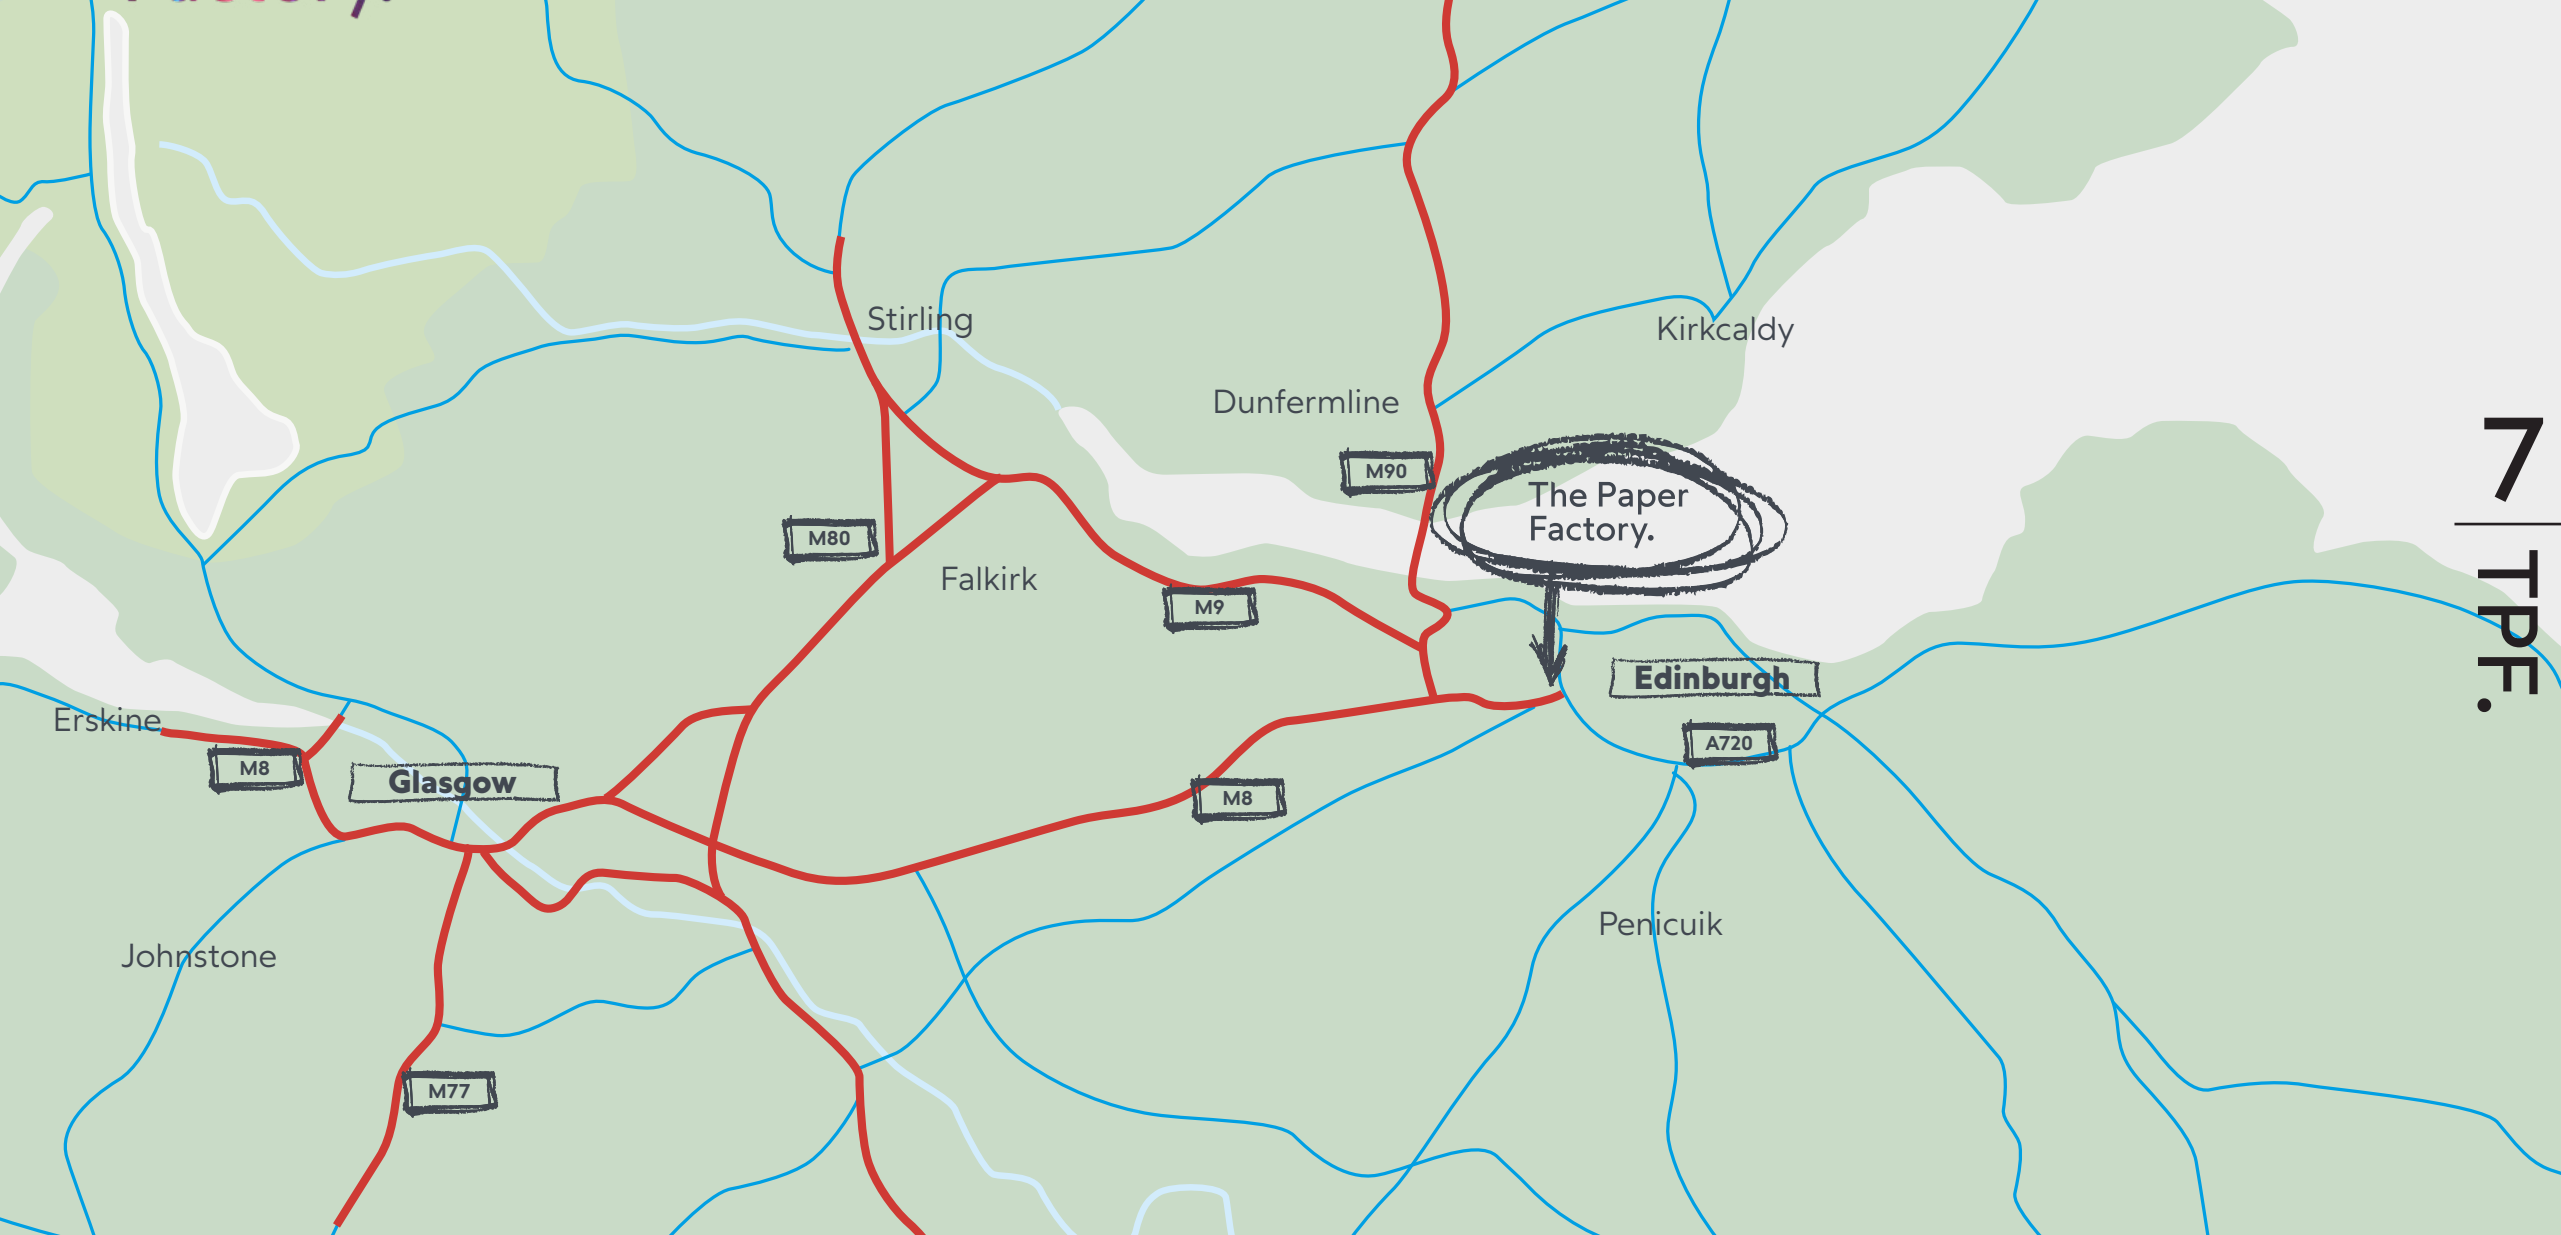 Factory.
Stirling
Kirkcaldy
Dunfermline
M90
The Paper
Factory.
M80
Falkirk
M9
Edinburgh
Erskine
A720
M8
Glasgow
M8
Penicuik
Johnstone
M77
7
TPF.